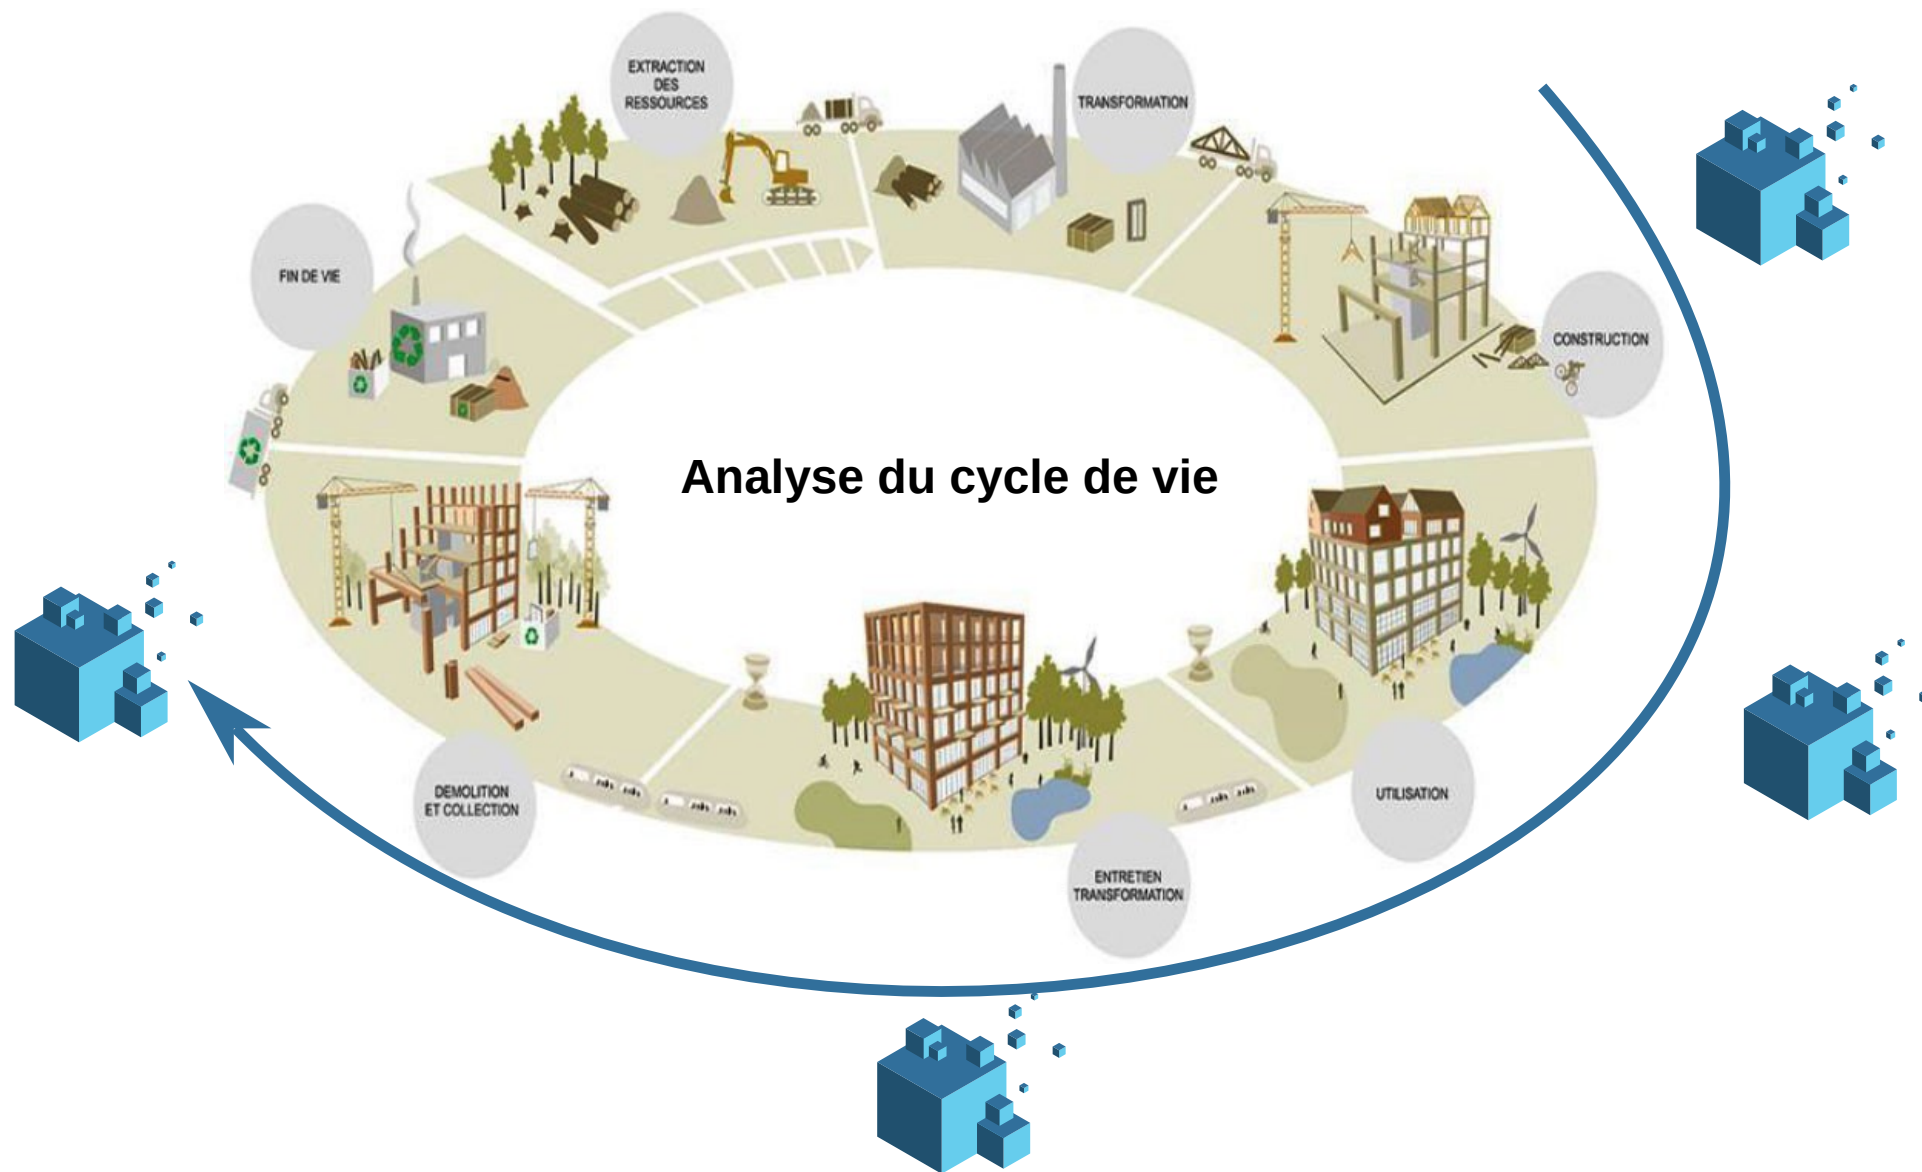 EXTRACTION
DES
RESSOURCES
TRANSFORMATION
CONSTRUCTION
UTILISATION
ENTRETIEN
TRANSFORMATION
DEMOLITION
ET COLLECTION
FIN DE VIE
Analyse du cycle de vie